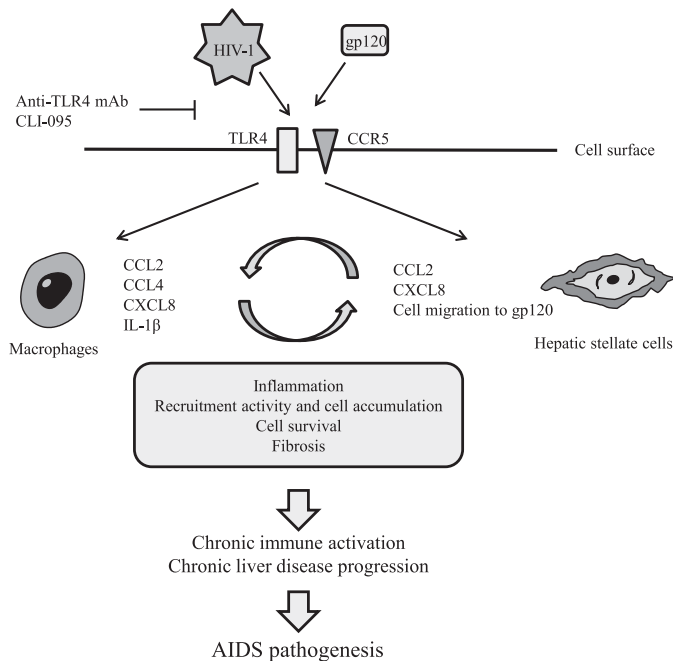 HIV-1
gp120
Anti-TLR4 mAb
CLI-095
TLR4
CCR5
Cell surface
CCL2
CCL4
CXCL8
IL-1β
Macrophages
CCL2
CXCL8
Cell migration to gp120
Hepatic stellate cells
Inflammation
Recruitment activity and cell accumulation
Cell survival
Fibrosis
Chronic immune activation
Chronic liver disease progression
AIDS pathogenesis